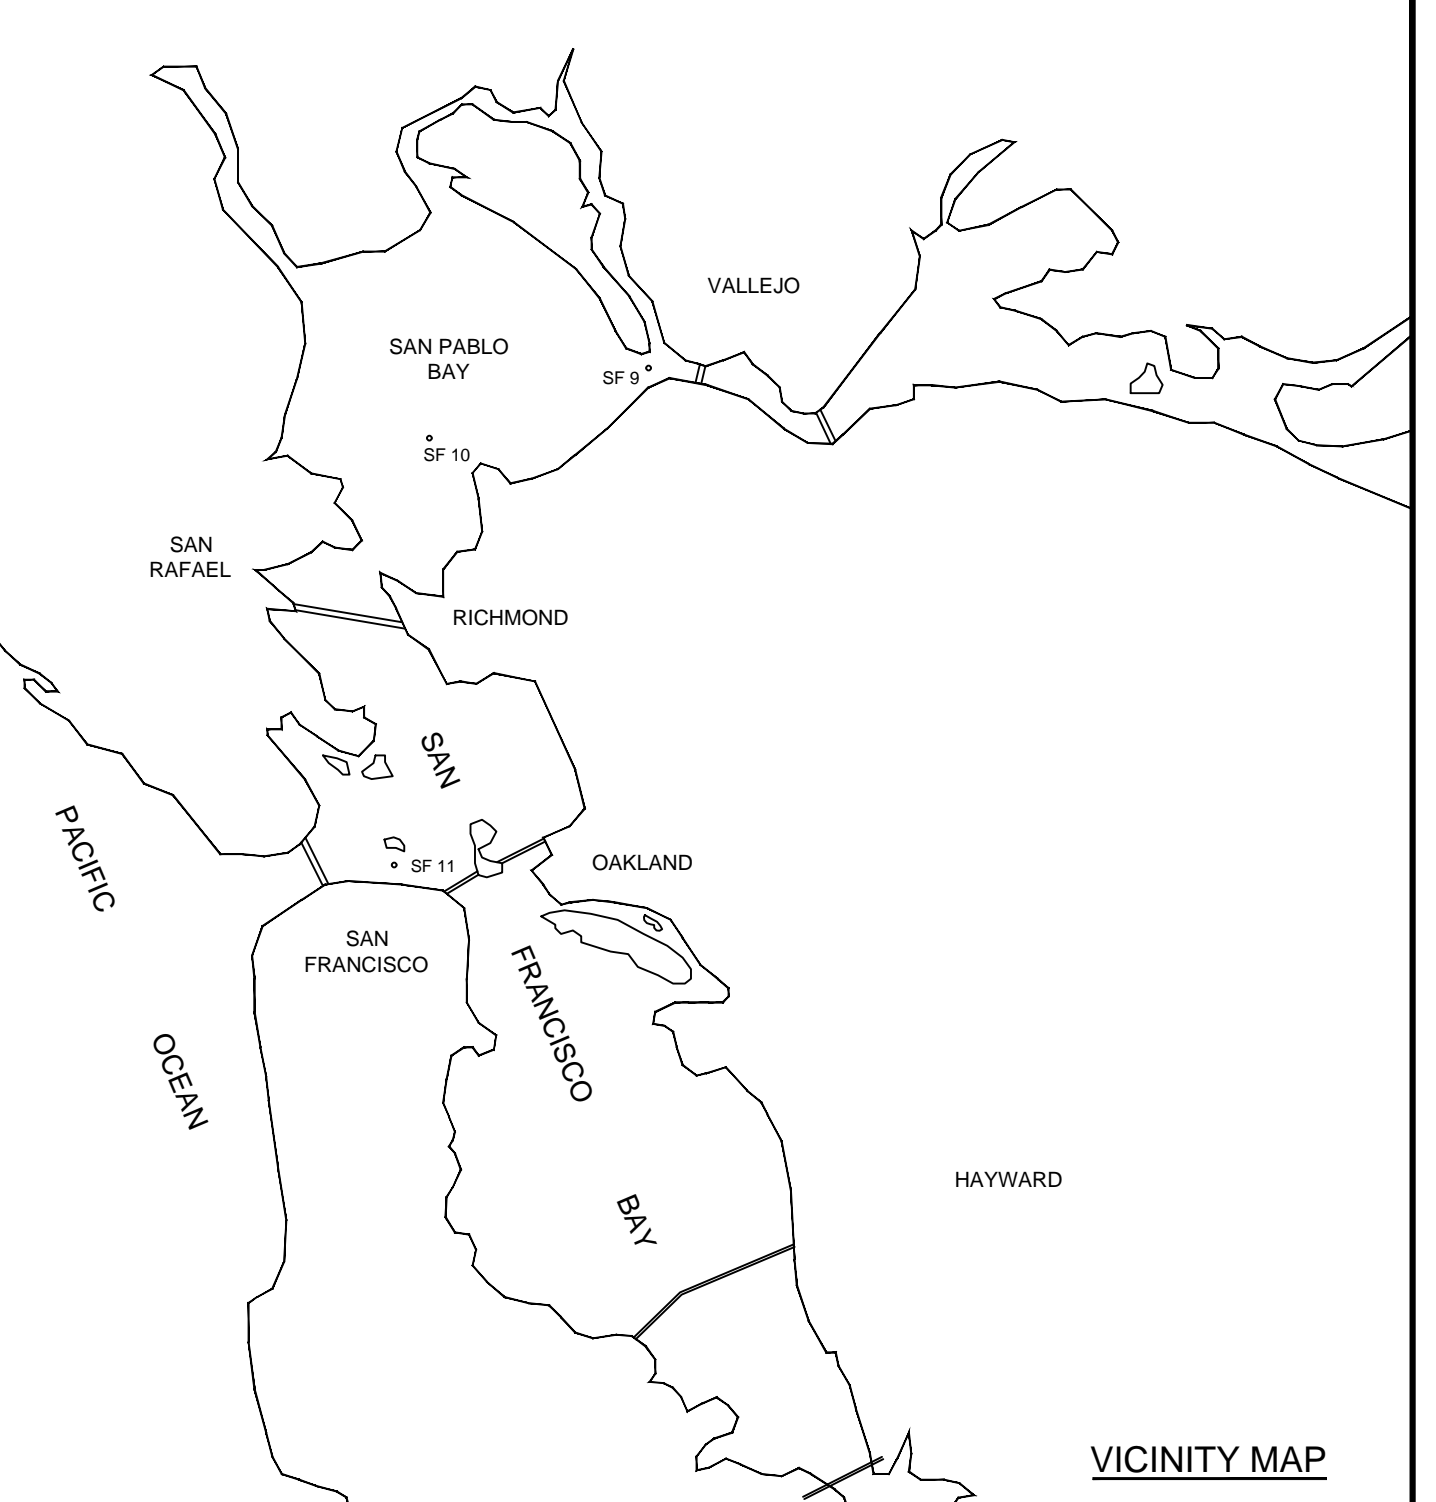 VALLEJO
SAN PABLO
BAY
SF 9
SF 10
SAN
RAFAEL
RICHMOND
SAN
PACIFIC
SF 11
OAKLAND
SAN
FRANCISCO
FRANCISCO
OCEAN
HAYWARD
BAY
VICINITY MAP